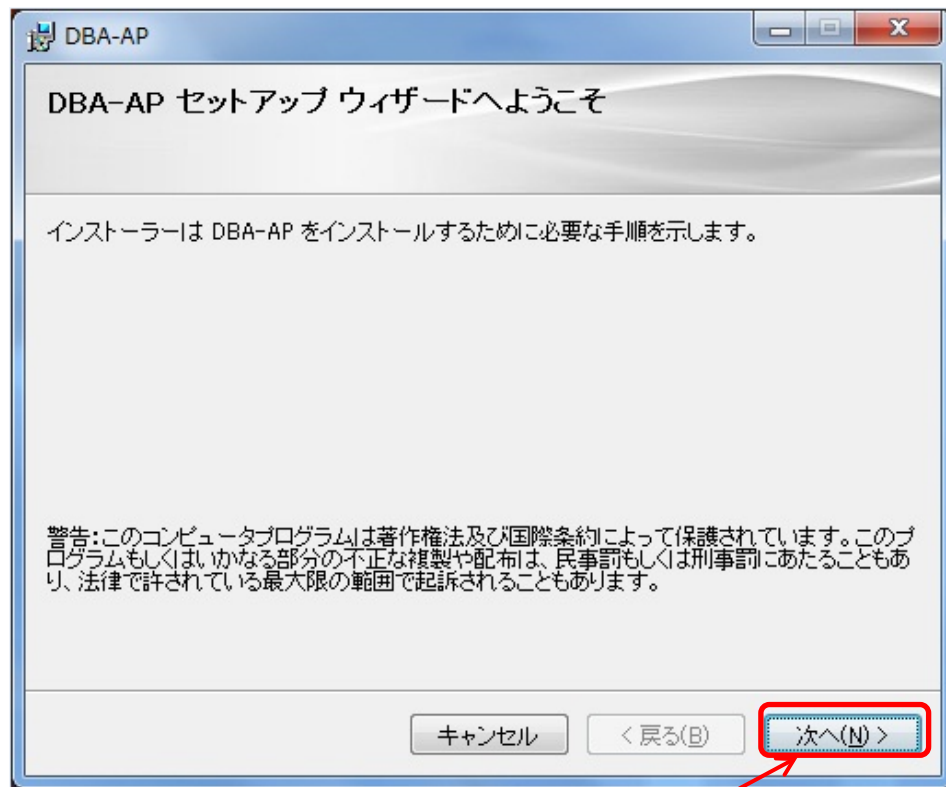 DBA-AP
DBA-AP セットアップ ウィザードへようこそ
インストーラーは DBA-AP をインストールするために必要な手順を示します。
警告:このコンピュータプログラムは著作権法及び国際条約によって保護されています。このプ
ログラムもしくはいかなる部分の不正な複製や配布は、民事罰もしくは刑事罰にあたることもあ
り、法律で許されている最大限の範囲で起訴されることもあります。
キャンセル
< 戻る(B)
次へ(N) >